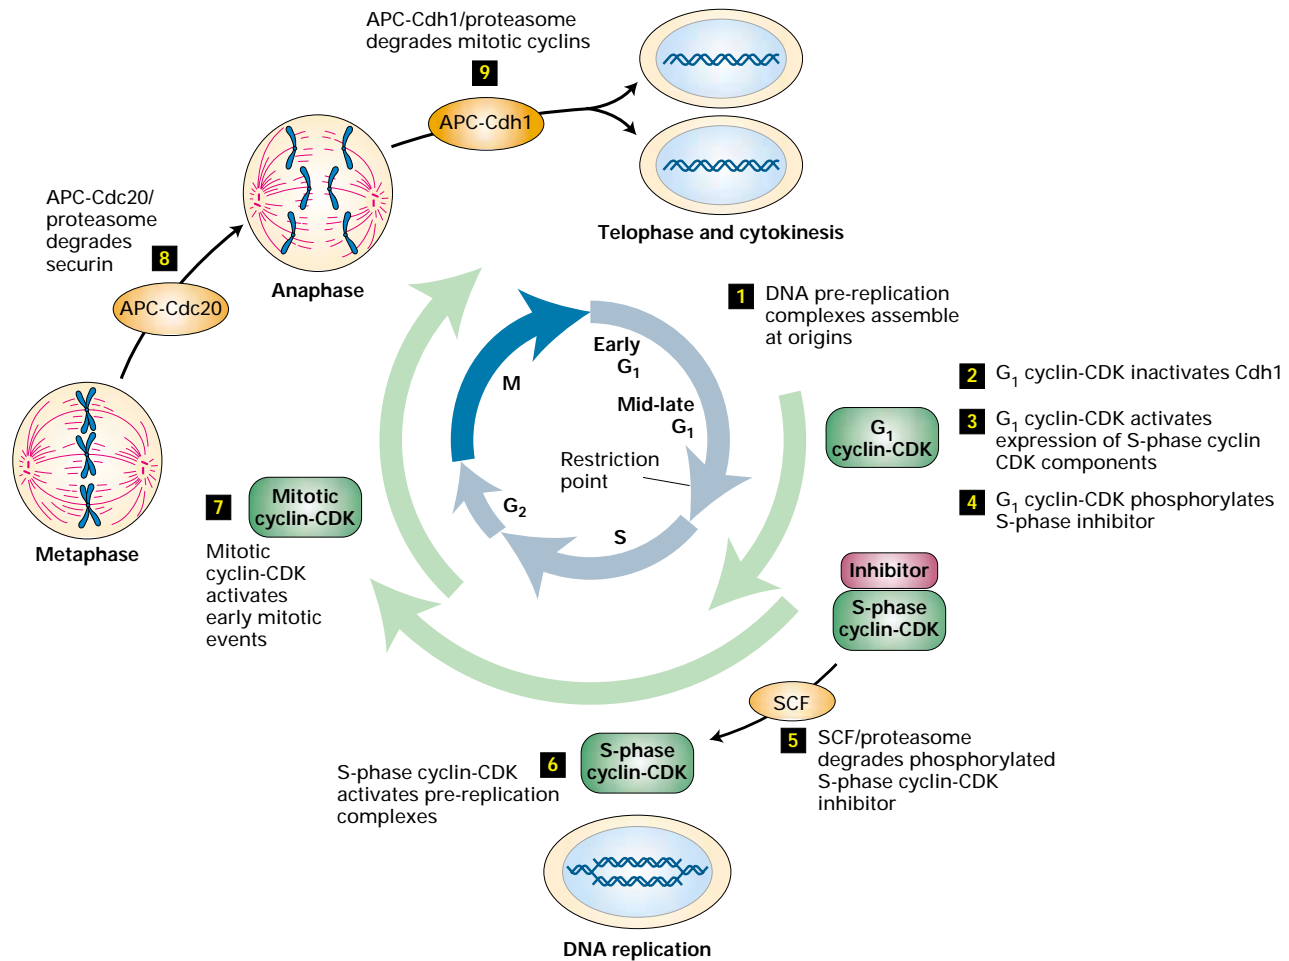 APC-Cdh1/proteasome
degrades mitotic cyclins
9
APC-Cdh1
Telophase and cytokinesis
APC-Cdc20/
proteasome
degrades
securin
8
APC-Cdc20
Anaphase
Metaphase
1
DNA pre-replication
complexes assemble
at origins
2
G1 cyclin-CDK inactivates Cdh1
3
G1 cyclin-CDK activates
expression of S-phase cyclin
CDK components
4
G1 cyclin-CDK phosphorylates
S-phase inhibitor
G1
cyclin-CDK
Early
G1
Mid-late
G1
Restriction
point
M
G2
S
Inhibitor
S-phase
cyclin-CDK
SCF
5
SCF/proteasome
degrades phosphorylated
S-phase cyclin-CDK
inhibitor
6
S-phase
cyclin-CDK
S-phase cyclin-CDK
activates pre-replication
complexes
DNA replication
7
Mitotic
cyclin-CDK
Mitotic
cyclin-CDK
activates
early mitotic
events